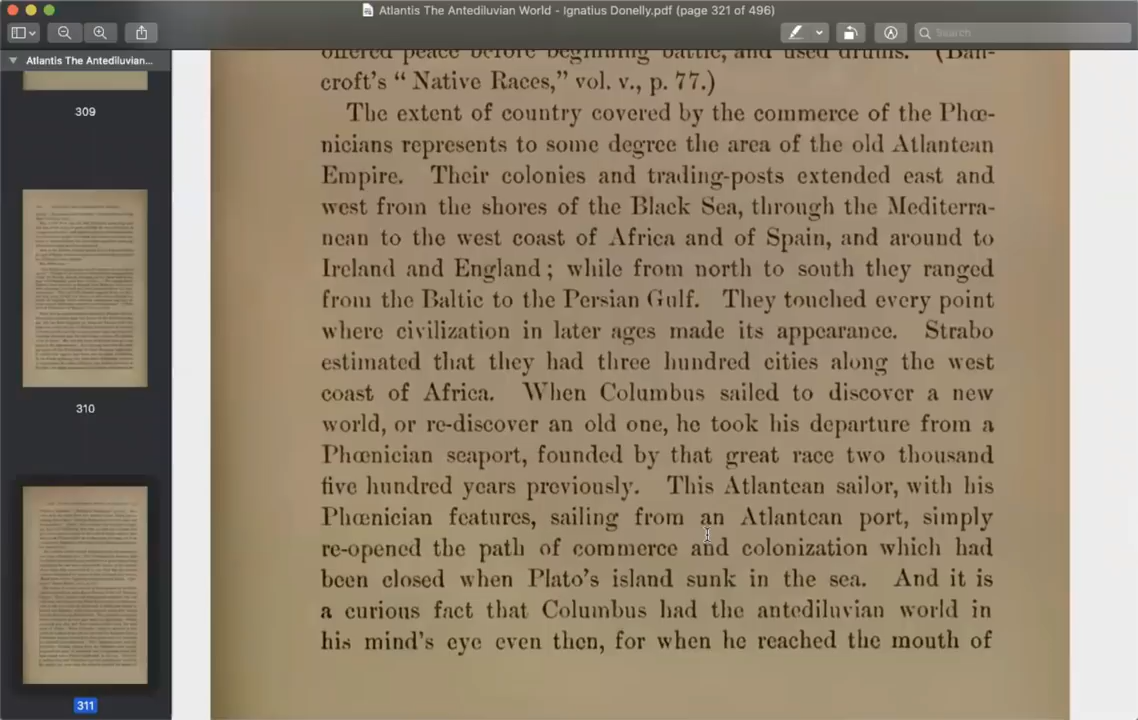 Atlantis The Antediluvian World - Ignatius Donelly.pdf (page 321 of 496)
Search
Atlantis The Antediluvian...
309
310
311
offered peace before beginning battle, and used drums. (Ban-
croft's “ Native Races,” vol. v., p. 77.)
The extent of country covered by the commerce of the Phœ-
nicians represents to some degree the area of the old Atlantean
Empire. Their colonies and trading-posts extended east and
west from the shores of the Black Sea, through the Mediterra-
nean to the west coast of Africa and of Spain, and around to
Ireland and England ; while from north to south they ranged
from the Baltic to the Persian Gulf. They touched every point
where civilization in later ages made its appearance. Strabo
estimated that they had three hundred cities along the west
coast of Africa. When Columbus sailed to discover a new
world, or re-discover an old one, he took his departure from a
Phœnician seaport, founded by that great race two thousand
five hundred years previously. This Atlantean sailor, with his
Phœnician features, sailing from an Atlantean port, simply
re-opened the path of commerce and colonization which had
been closed when Plato's island sunk in the sea. And it is
a curious fact that Columbus had the antediluvian world in
his mind's eye even then, for when he reached the mouth of